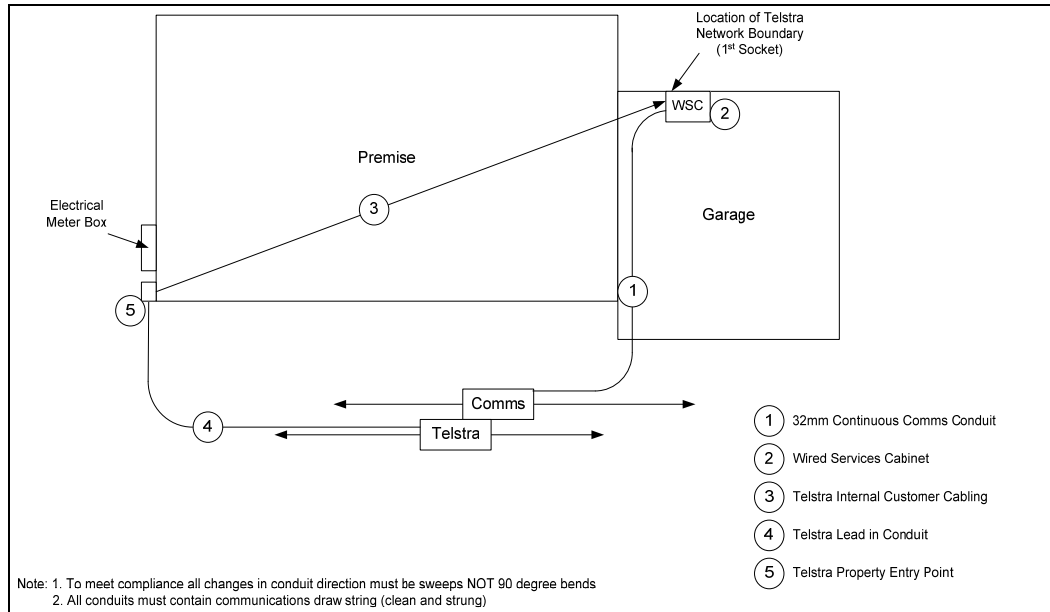 Location of Telstra
Network Boundary
(1st Socket)
WSC
2
Premise
3
Electrical
Meter Box
Garage
5
1
Comms
4
Telstra
1 32mm Continuous Comms Conduit
2 Wired Services Cabinet
3 Telstra Internal Customer Cabling
4 Telstra Lead in Conduit
5 Telstra Property Entry Point
Note: 1. To meet compliance all changes in conduit direction must be sweeps NOT 90 degree bends
2. All conduits must contain communications draw string (clean and strung)